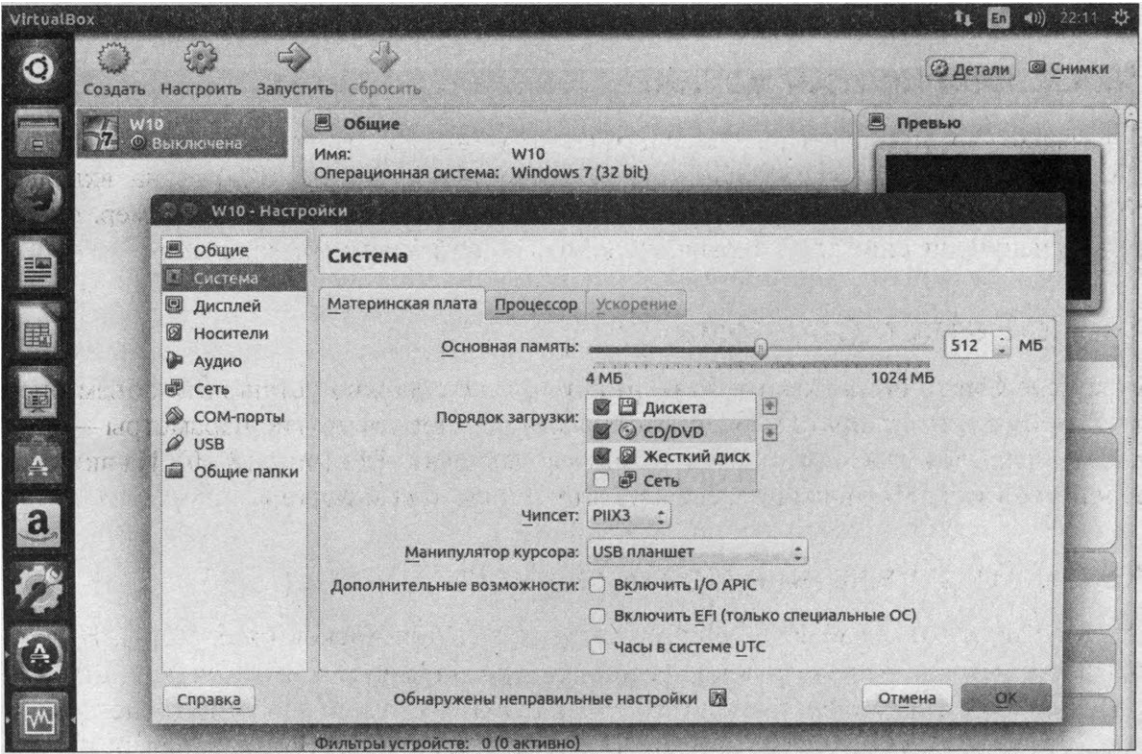 VirtualBox
En 22:11
Создать Настроить Запустить Сбросить
Детали Снимки
W10
Выключена
7
Общие
Имя: W10
Операционная система: Windows 7 (32 bit)
Превью
W10 - Настройки
Общие
Система
Дисплей
Носители
Аудио
Сеть
COM-порты
USB
Общие папки
Система
Материнская плата Процессор Ускорение
Основная память: 512 МБ
4 МБ 1024 МБ
Порядок загрузки: Дискета
CD/DVD
Жесткий диск
Сеть
Чипсет: PIIX3
Манипулятор курсора: USB планшет
Дополнительные возможности: Включить I/O APIC
Включить EFI (только специальные ОС)
Часы в системе UTC
Справка
Обнаружены неправильные настройки
Отмена OK
Фильтры устройств: 0 (0 активно)